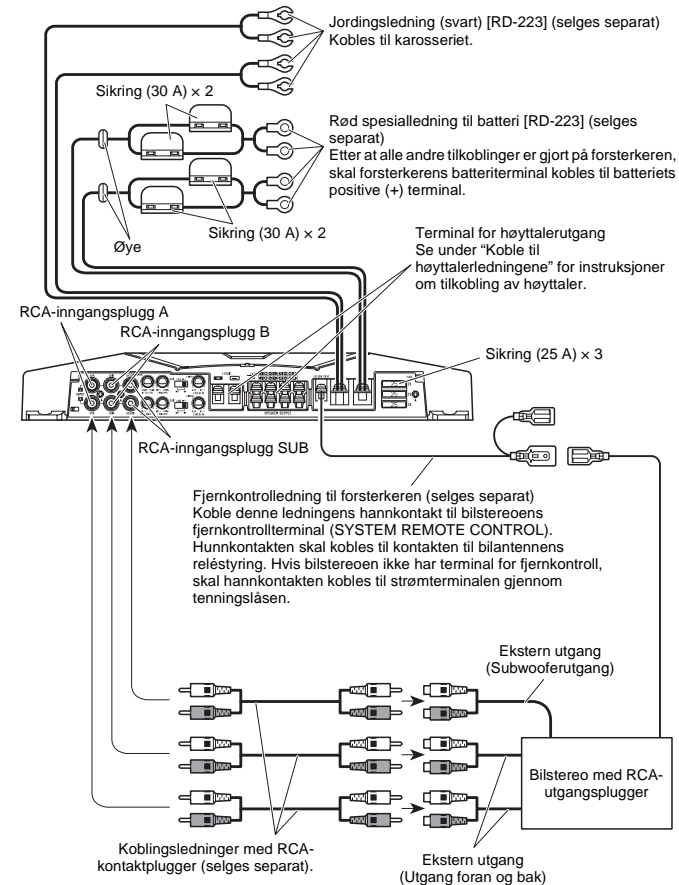 Jordingsledning (svart) [RD-223] (selges separat)
Kobles til karosseriet.
Sikring (30 A) × 2
Rød spesialledning til batteri [RD-223] (selges
separat)
Etter at alle andre tilkoblinger er gjort på forsterkeren,
skal forsterkerens batteriterminal kobles til batteriets
positive (+) terminal.
Sikring (30 A) × 2
Øye
Terminal for høyttalerutgang
Se under “Koble til
høyttalerledningene” for instruksjoner
om tilkobling av høyttaler.
RCA-inngangsplugg A
RCA-inngangsplugg B
Sikring (25 A) × 3
SPEAKER OUTPUT
RCA-inngangsplugg SUB
Fjernkontrolledning til forsterkeren (selges separat)
Koble denne ledningens hannkontakt til bilstereoens
fjernkontrollterminal (SYSTEM REMOTE CONTROL).
Hunnkontakten skal kobles til kontakten til bilantennens
reléstyring. Hvis bilstereoen ikke har terminal for fjernkontroll,
skal hannkontakten kobles til strømterminalen gjennom
tenningslåsen.
Ekstern utgang
(Subwooferutgang)
Bilstereo med RCA-
utgangsplugger
Koblingsledninger med RCA-
kontaktplugger (selges separat).
Ekstern utgang
(Utgang foran og bak)